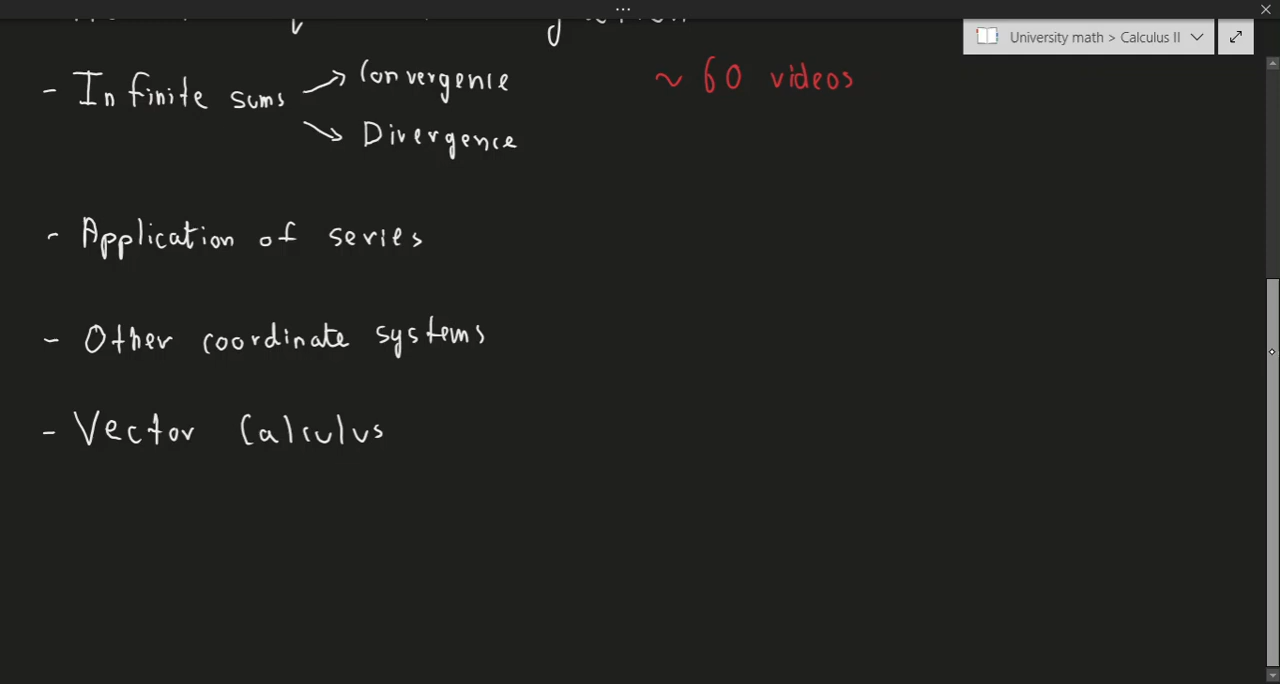 University math > Calculus II
- Infinite sums → Convergence
→ Divergence
~ 60 videos
- Application of series
- Other coordinate systems
- Vector Calculus